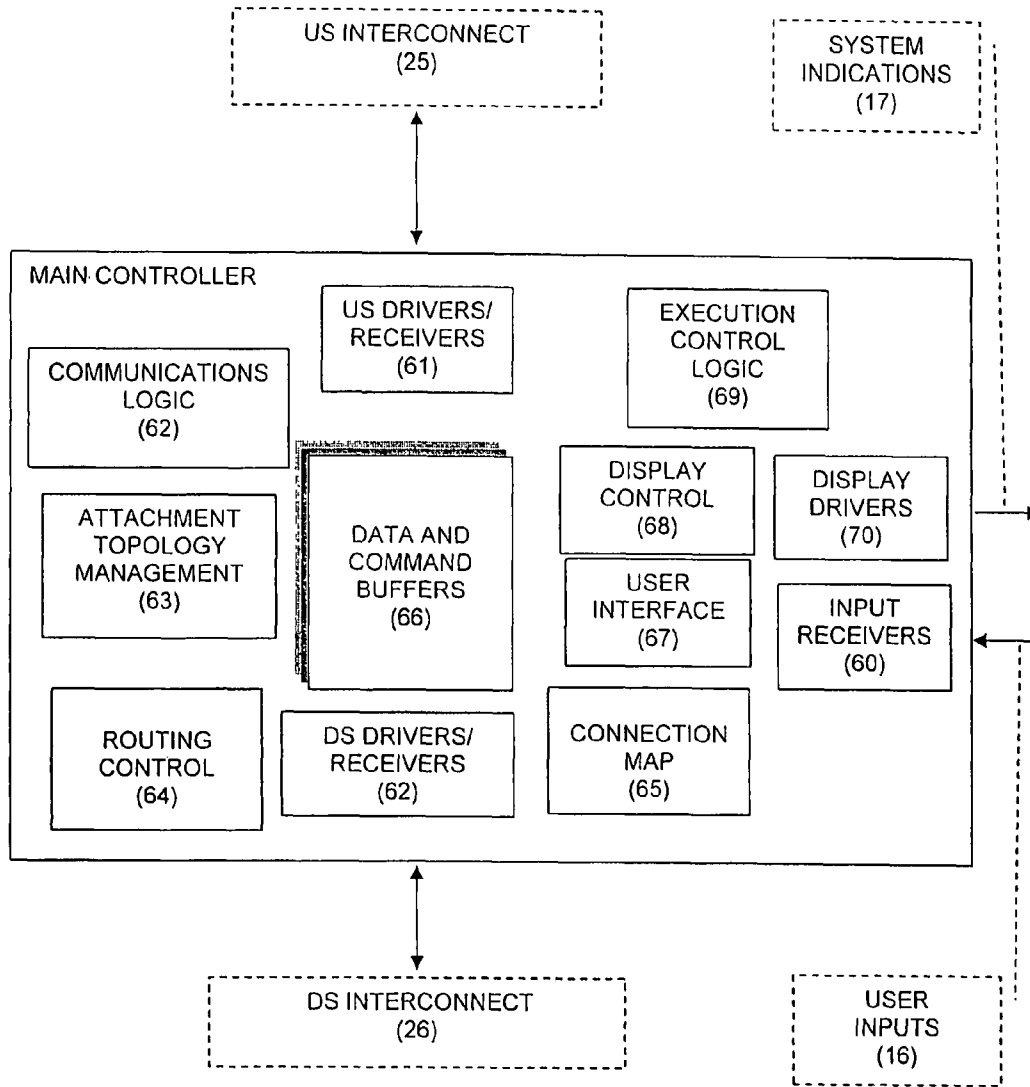 US INTERCONNECT
(25)
SYSTEM
INDICATIONS
(17)
MAIN CONTROLLER
US DRIVERS/
RECEIVERS
(61)
EXECUTION
CONTROL
LOGIC
(69)
COMMUNICATIONS
LOGIC
(62)
DISPLAY
CONTROL
(68)
DISPLAY
DRIVERS
(70)
ATTACHMENT
TOPOLOGY
MANAGEMENT
(63)
DATA AND
COMMAND
BUFFERS
(66)
USER
INTERFACE
(67)
INPUT
RECEIVERS
(60)
ROUTING
CONTROL
(64)
DS DRIVERS/
RECEIVERS
(62)
CONNECTION
MAP
(65)
DS INTERCONNECT
(26)
USER
INPUTS
(16)